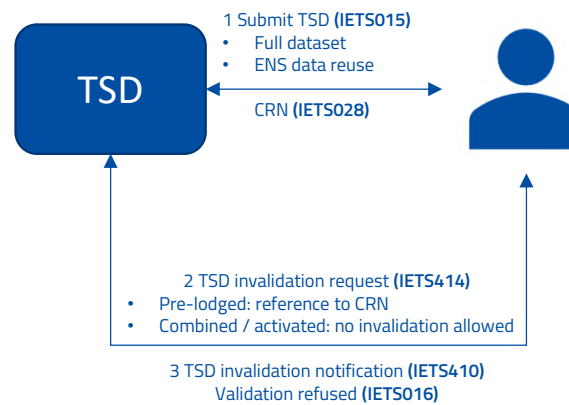 1 Submit TSD (IETS015)
• Full dataset
• ENS data reuse
TSD
CRN (IETS028)
2 TSD invalidation request (IETS414)
• Pre-lodged: reference to CRN
• Combined / activated: no invalidation allowed
3 TSD invalidation notification (IETS410)
Validation refused (IETS016)